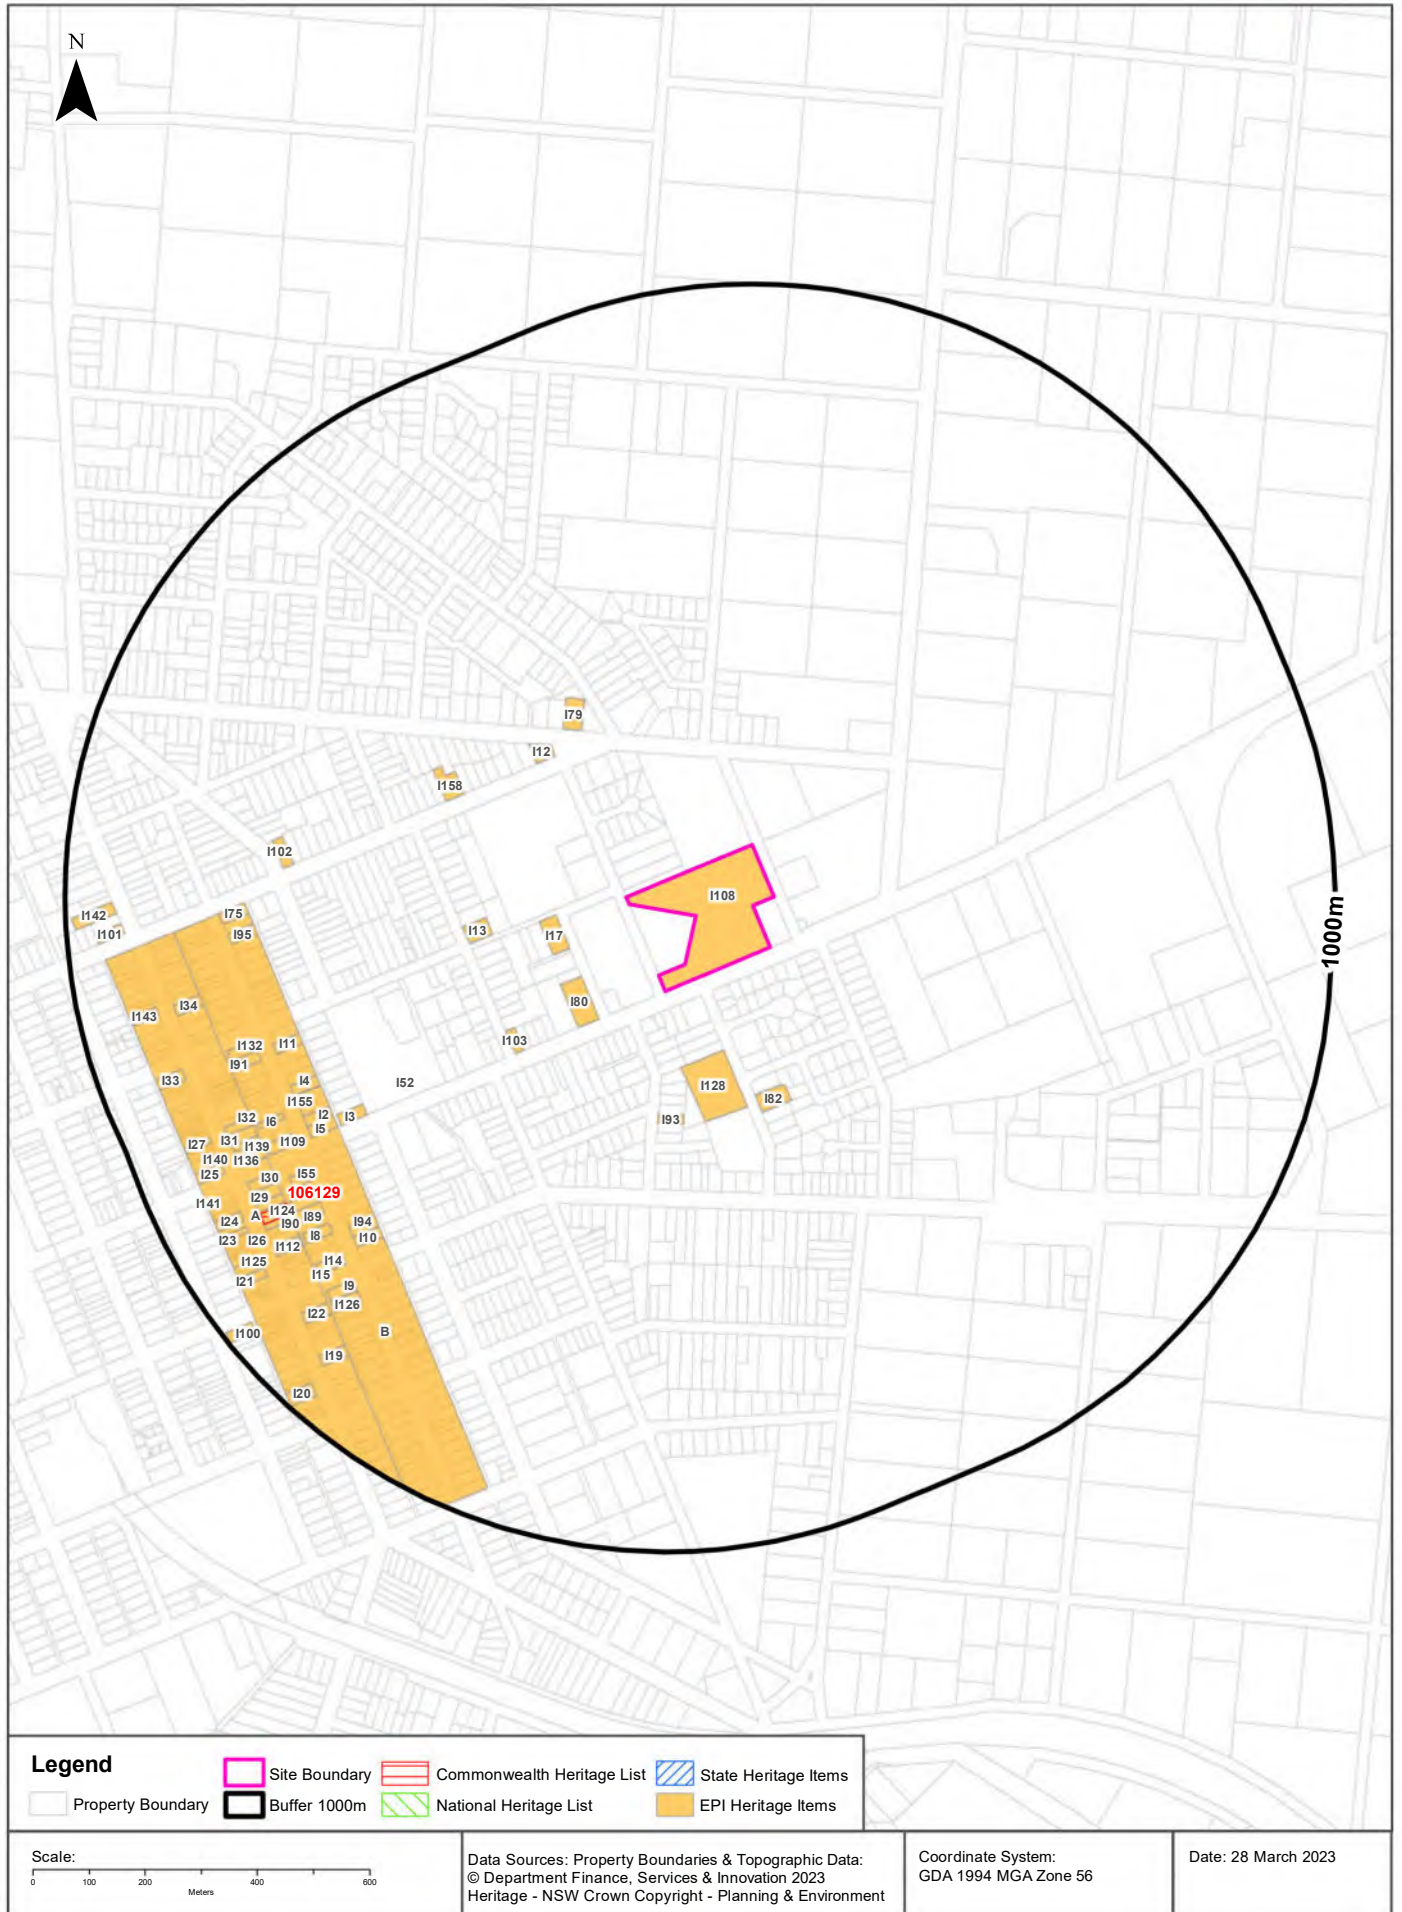 N
I79
I12
I158
I102
I108
I142
I75
I101
I95
I13
I17
I80
I103
I143
I34
I132
I11
I91
I33
I4
I52
I155
I128
I82
I93
I32
I6
I2
I3
I5
I27
I31
I139
I109
I140
I136
I25
I30
I55
106129
I29
I141
A
I124
I24
I90
I89
I94
I23
I26
I8
I10
I112
I125
I14
I21
I15
I9
I22
I126
I100
B
I19
I20
1000m
Legend
Site Boundary
Commonwealth Heritage List
State Heritage Items
Property Boundary
Buffer 1000m
National Heritage List
EPI Heritage Items
Scale:
0 100 200 400 600
Meters
Data Sources: Property Boundaries & Topographic Data:
© Department Finance, Services & Innovation 2023
Heritage - NSW Crown Copyright - Planning & Environment
Coordinate System:
GDA 1994 MGA Zone 56
Date: 28 March 2023